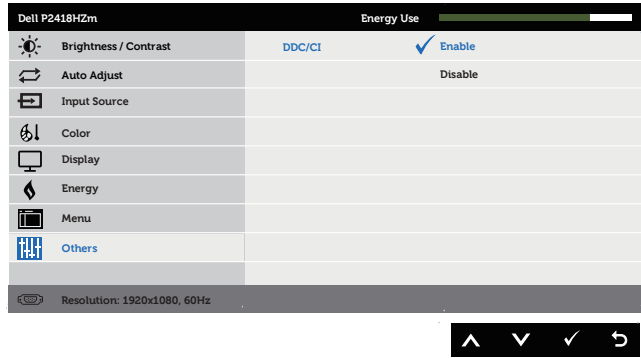 Dell P2418HZm Energy Use
Brightness / Contrast DDC/CI Enable
Auto Adjust Disable
Input Source
Color
Display
Energy
Menu
Others
Resolution: 1920x1080, 60Hz